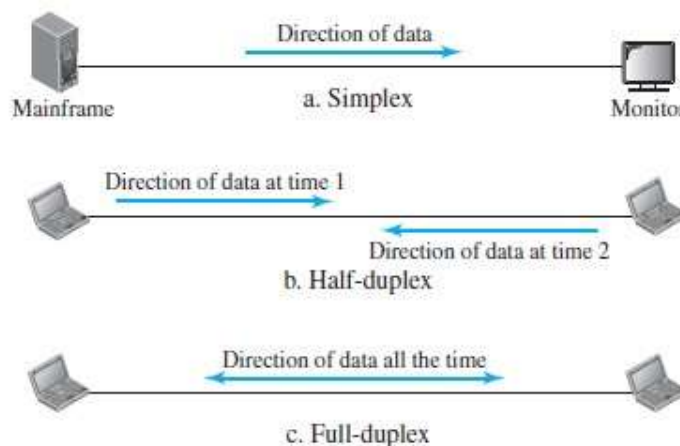 Direction of data
Mainframe
a. Simplex
Monitor
Direction of data at time 1
Direction of data at time 2
b. Half-duplex
Direction of data all the time
c. Full-duplex